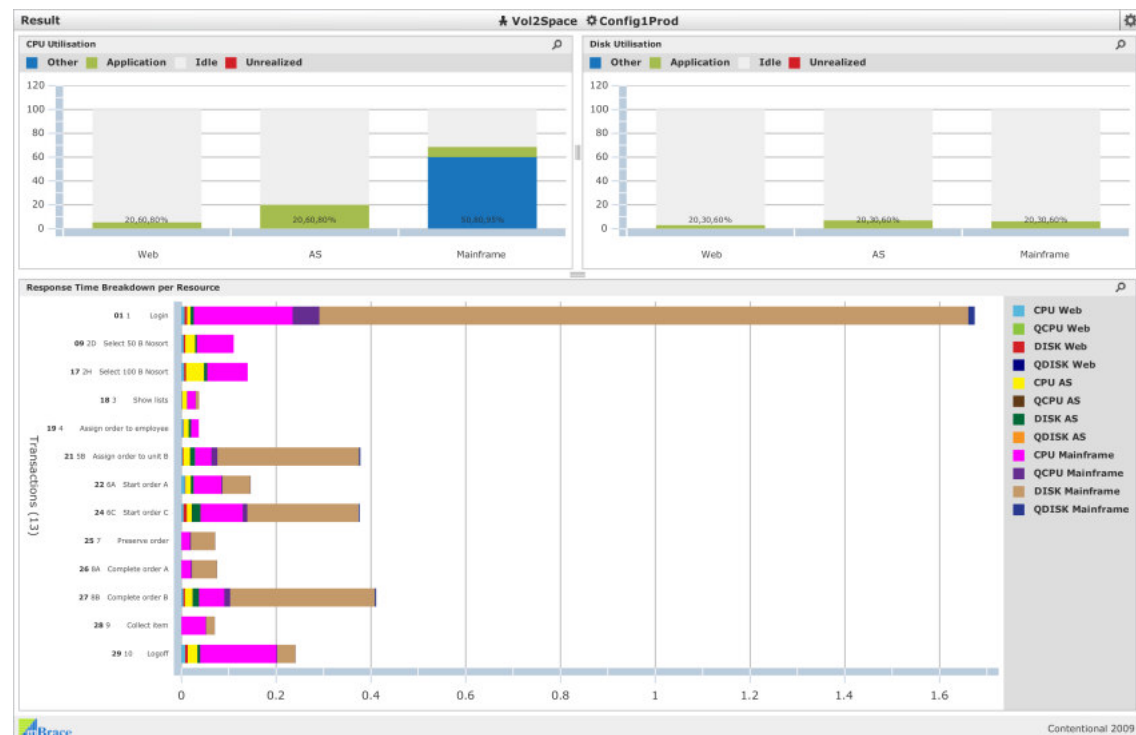 Result Vol2Space Config1Prod
CPU Utilisation
Other Application Idle Unrealized
120
100
80
60
40
20
0
20,60,80% 20,60,80% 50,80,95%
Web AS Mainframe
Disk Utilisation
Other Application Idle Unrealized
120
100
80
60
40
20
0
20,30,60% 20,30,60% 20,30,60%
Web AS Mainframe
Response Time Breakdown per Resource
Transactions (13)
01 1 Login
09 2D Select 50 B Nosort
17 2H Select 100 B Nosort
18 3 Show lists
19 4 Assign order to employee
21 5B Assign order to unit B
22 6A Start order A
24 6C Start order C
25 7 Preserve order
26 8A Complete order A
27 8B Complete order B
28 9 Collect item
29 10 Logoff
0 0.2 0.4 0.6 0.8 1 1.2 1.4 1.6
CPU Web
QCPU Web
DISK Web
QDISK Web
CPU AS
QCPU AS
DISK AS
QDISK AS
CPU Mainframe
QCPU Mainframe
DISK Mainframe
QDISK Mainframe
Brace
Contentional 2009